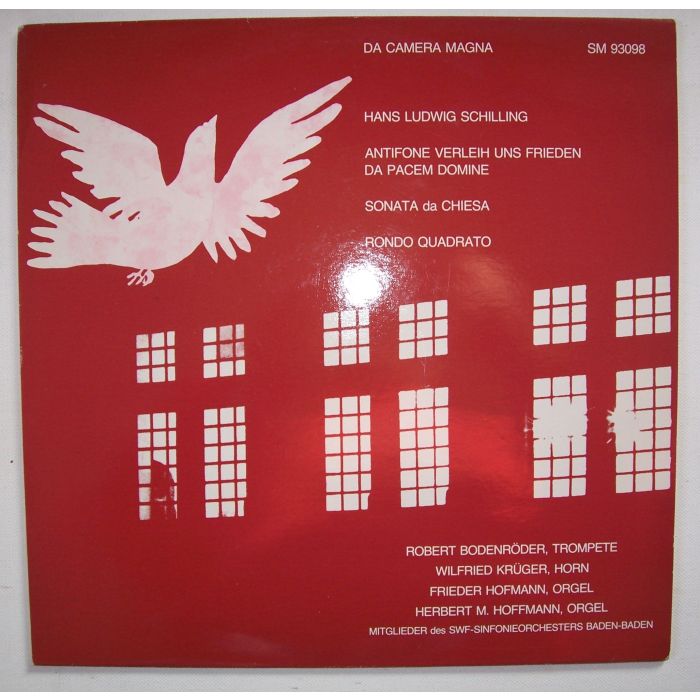 DA CAMERA MAGNA SM 93098
HANS LUDWIG SCHILLING
ANTIFONE VERLEIH UNS FRIEDEN
DA PACEM DOMINE
SONATA da CHIESA
RONDO QUADRATO
ROBERT BODENRÖDER, TROMPETE
WILFRIED KRÜGER, HORN
FRIEDER HOFMANN, ORGEL
HERBERT M. HOFFMANN, ORGEL
MITGLIEDER des SWF-SINFONIEORCHESTERS BADEN-BADEN